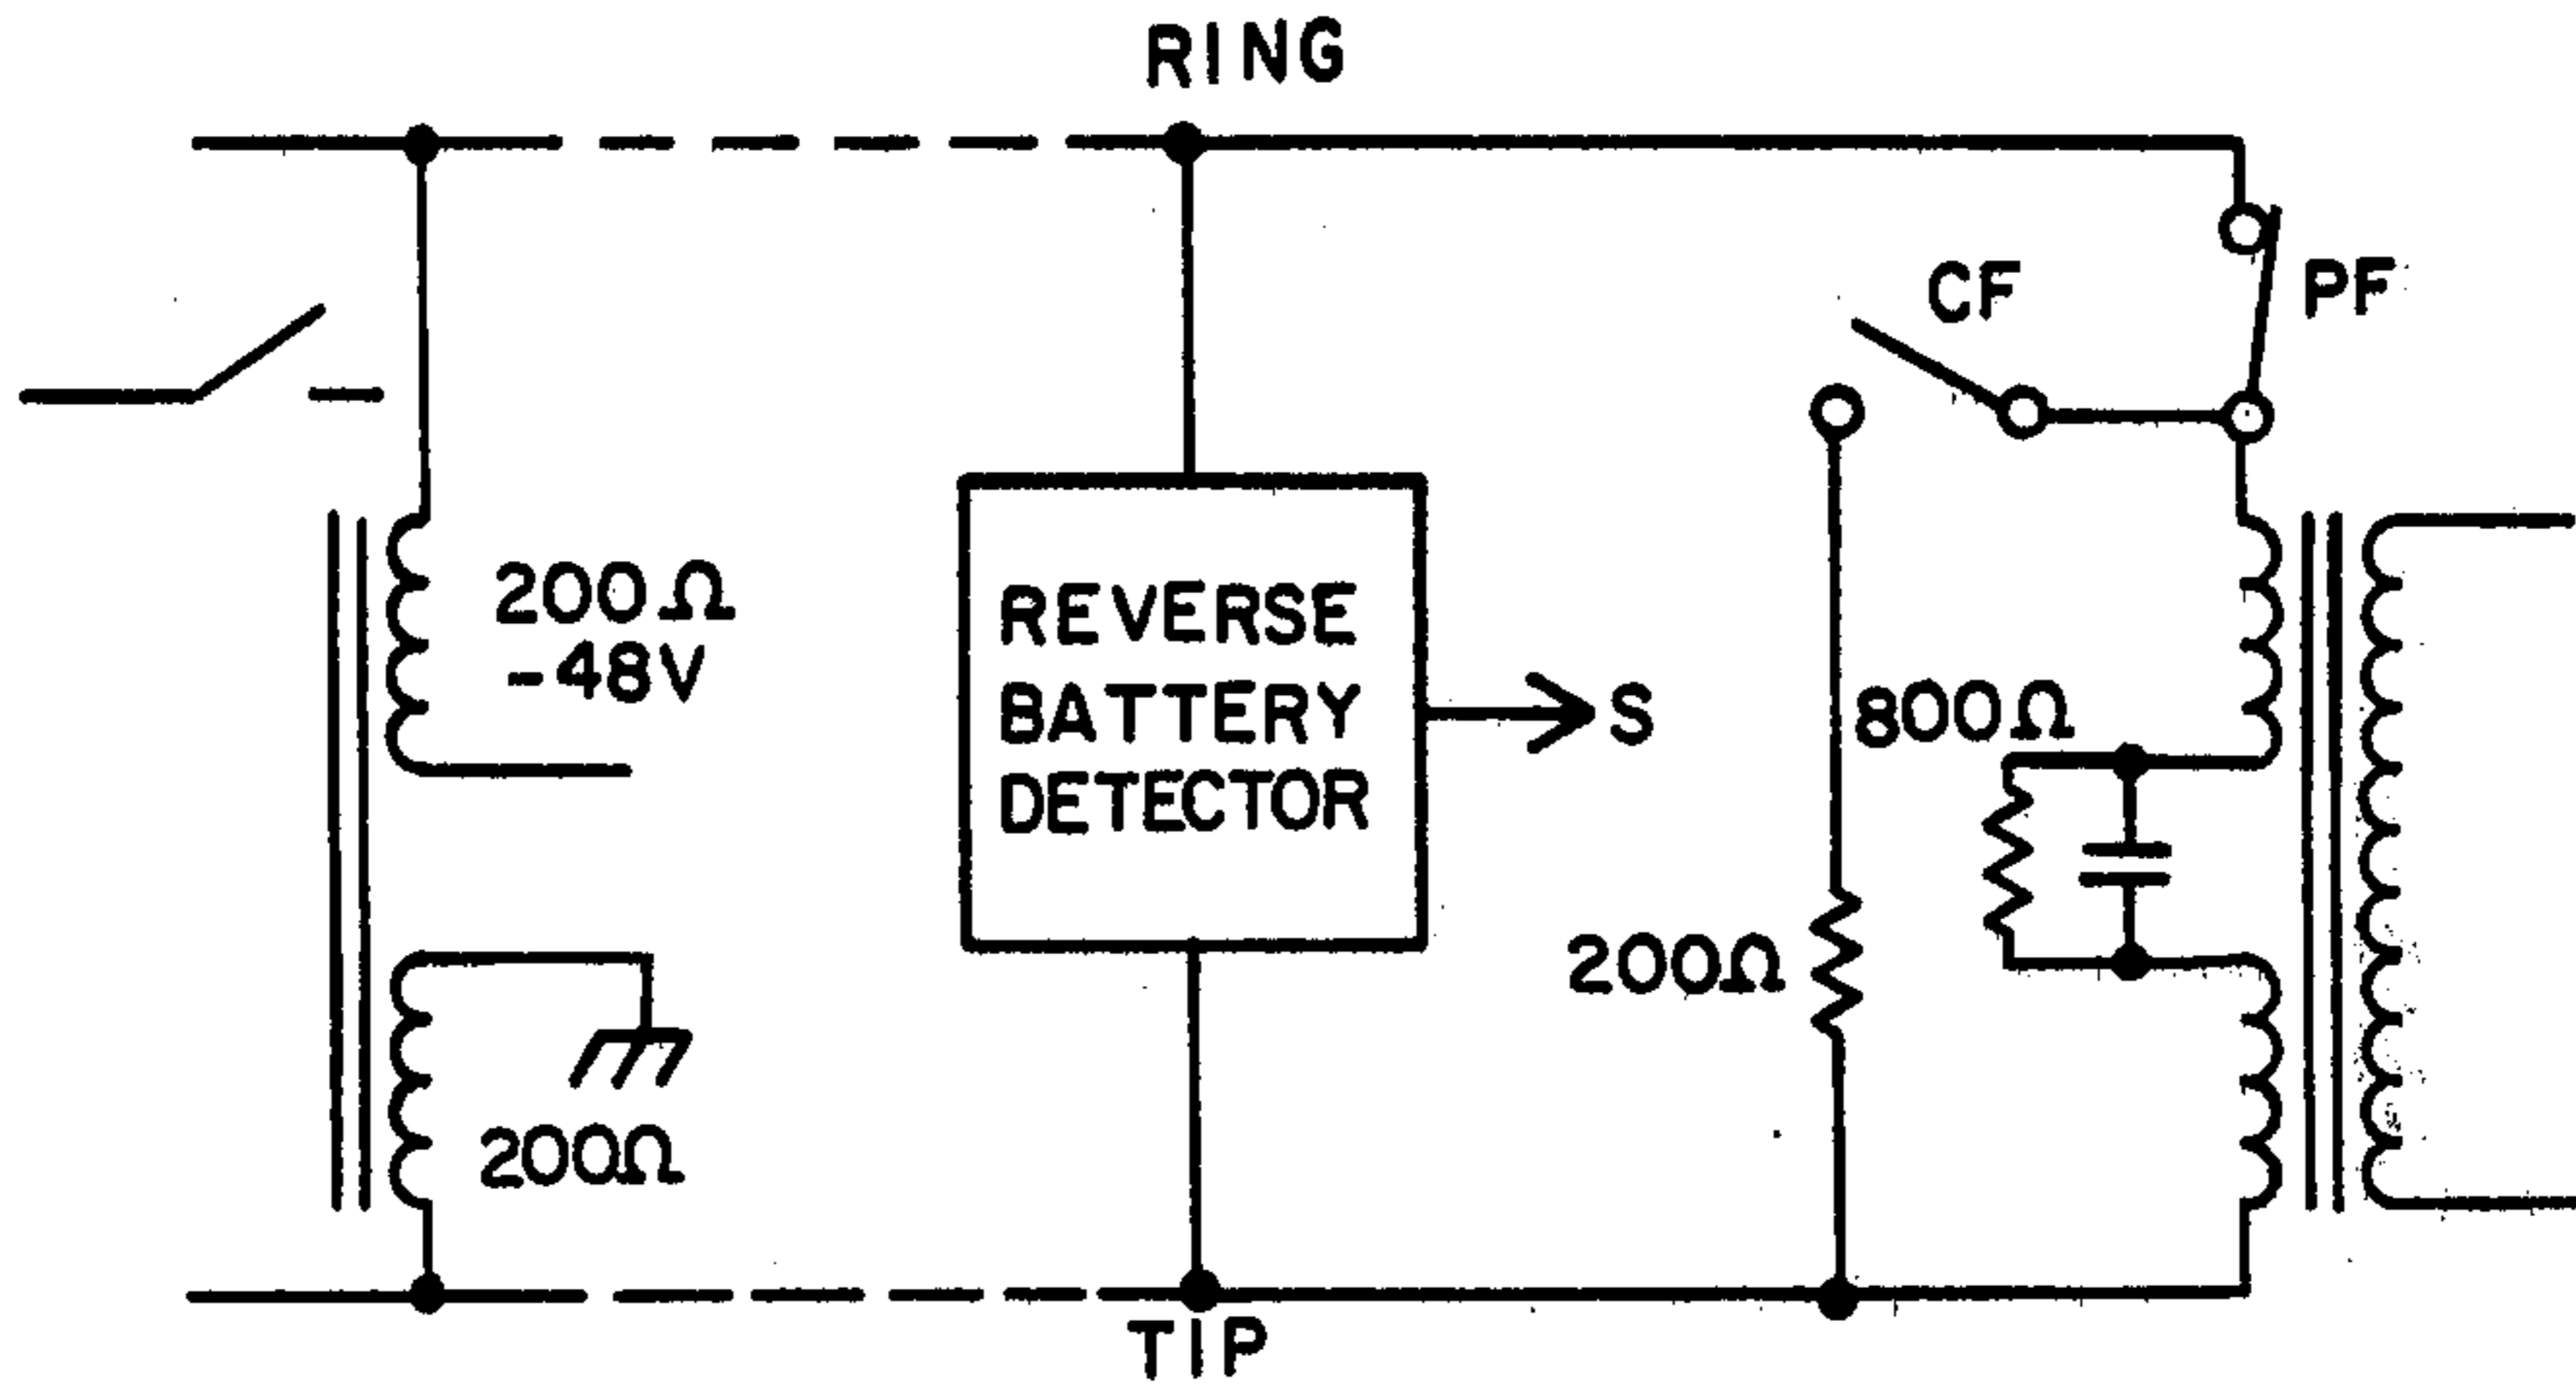 RING
CF
PF
200Ω
-48V
REVERSE
BATTERY
DETECTOR
S
800Ω
200Ω
200Ω
TIP